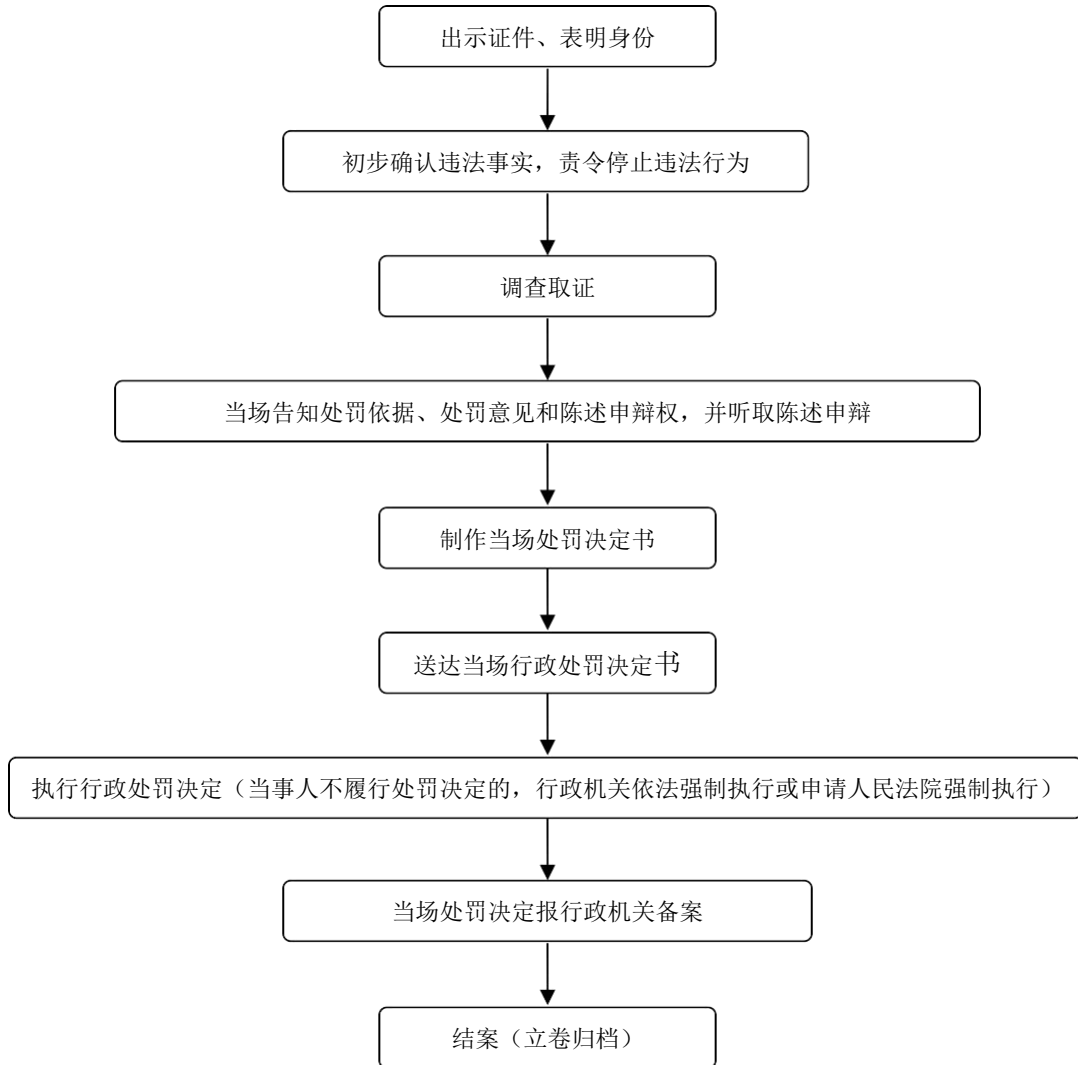 出示证件、表明身份
初步确认违法事实，责令停止违法行为
调查取证
当场告知处罚依据、处罚意见和陈述申辩权，并听取陈述申辩
制作当场处罚决定书
送达当场行政处罚决定书
执行行政处罚决定（当事人不履行处罚决定的，行政机关依法强制执行或申请人民法院强制执行）
当场处罚决定报行政机关备案
结案（立卷归档）